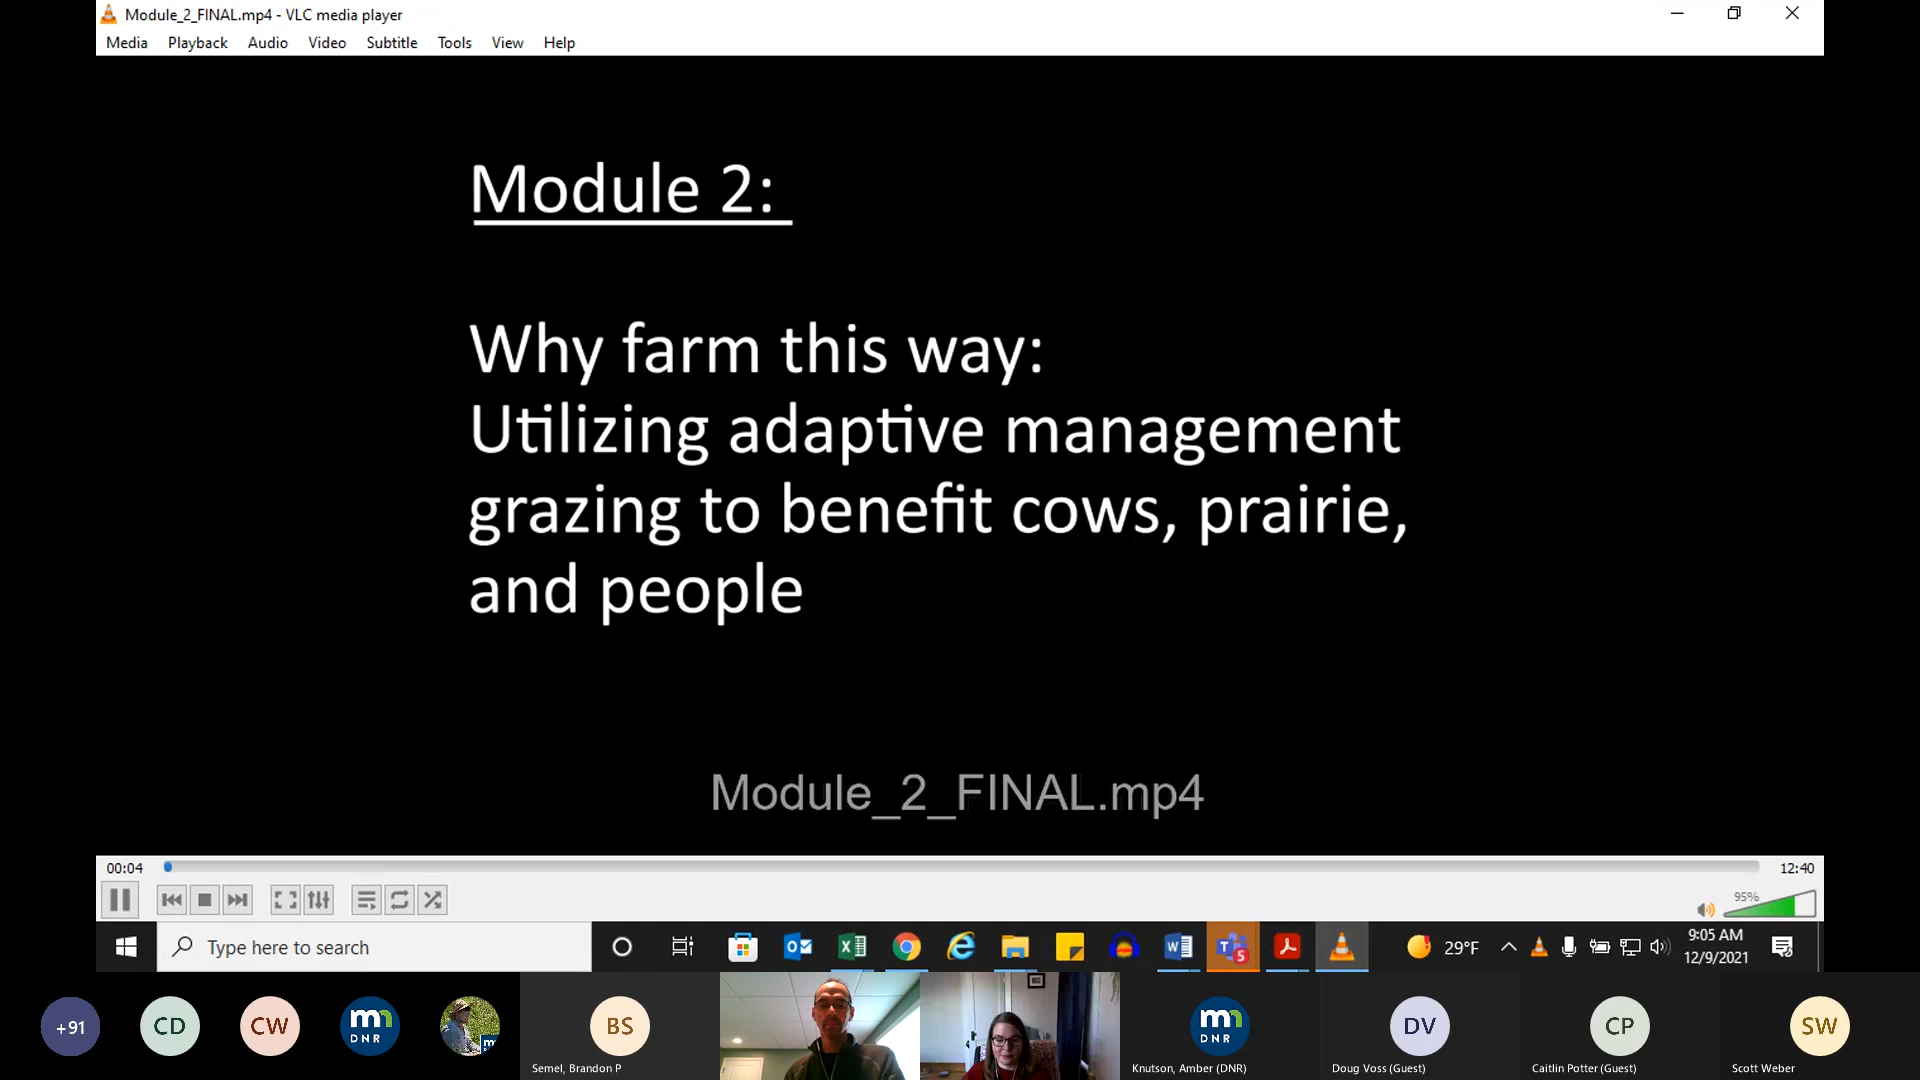 Module_2_FINAL.mp4 - VLC media player
Media Playback Audio Video Subtitle Tools View Help
Module 2:
Why farm this way:
Utilizing adaptive management
grazing to benefit cows, prairie,
and people
Module_2_FINAL.mp4
00:04
12:40
95%
Type here to search
5
29°F
9:05 AM
12/9/2021
+91
CD
CW
mn
DNR
BS
Semel, Brandon P
mn
DNR
Knutson, Amber (DNR)
DV
Doug Voss (Guest)
CP
Caitlin Potter (Guest)
SW
Scott Weber